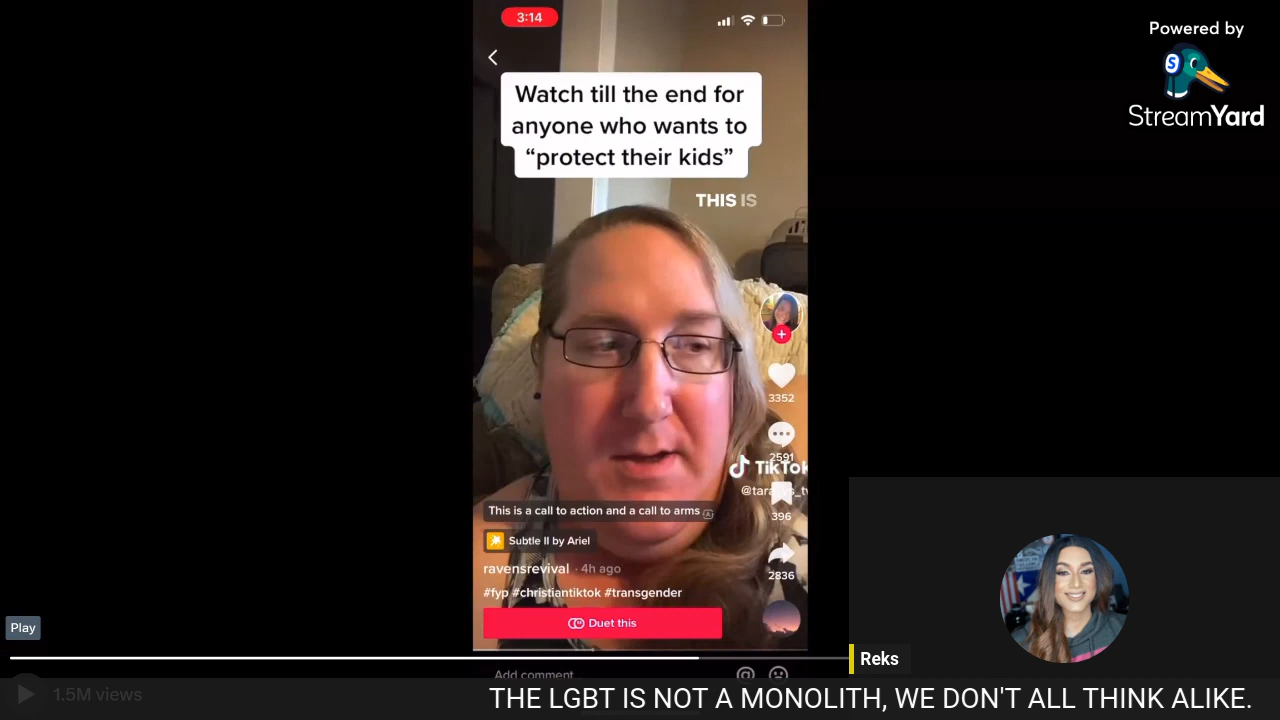 3:14
Powered by
StreamYard
Watch till the end for
anyone who wants to
“protect their kids”
THIS IS
3352
2591
TikTok
396
This is a call to action and a call to arms
Subtle II by Ariel
2836
ravensrevival · 4h ago
#fyp #christiantiktok #transgender
Duet this
Play
Reks
Add comment
1.5M views
THE LGBT IS NOT A MONOLITH, WE DON'T ALL THINK ALIKE.